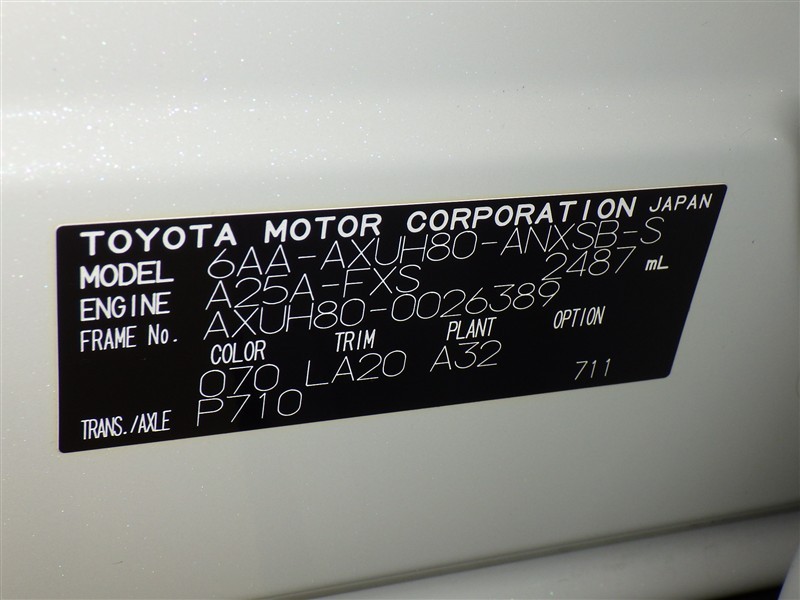 TOYOTA MOTOR CORPORATION JAPAN
MODEL 6AA-AXUH80-ANXSB-S
ENGINE A25A-FXS 2487 mL
FRAME No. AXUH80-0026389
COLOR TRIM PLANT OPTION
070 LA20 A32 711
TRANS./AXLE P710